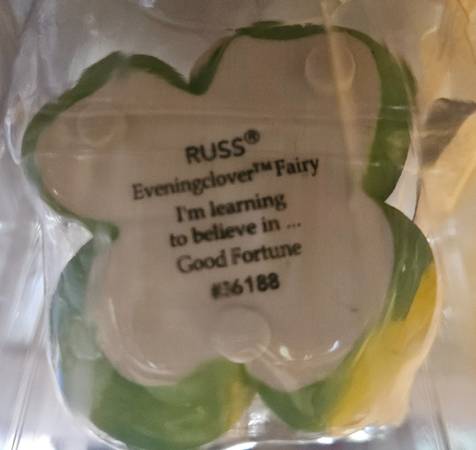 RUSS®
Eveningclover™ Fairy
I'm learning
to believe in ...
Good Fortune
#36188